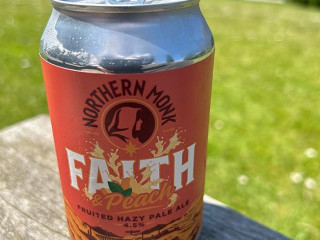 NORTHERN MONK
FAITH
& Peach
FRUITED HAZY PALE ALE
4.5%